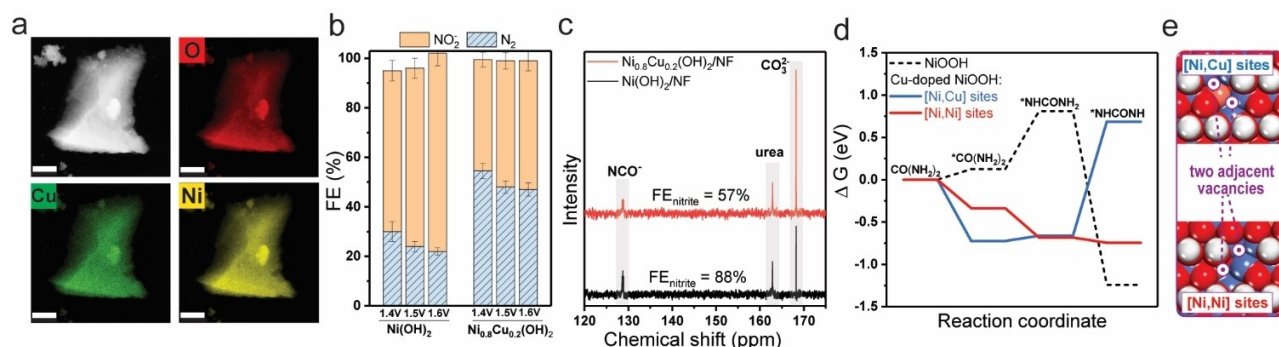 a
O
Cu
Ni
b
NO₂⁻ N₂
100
80
60
40
20
0
FE (%)
1.4V 1.5V 1.6V 1.4V 1.5V 1.6V
Ni(OH)₂ Ni₀.₈Cu₀.₂(OH)₂
c
Ni₀.₈Cu₀.₂(OH)₂/NF
Ni(OH)₂/NF
CO₃²⁻
NCO⁻
urea
FEnitrite = 57%
FEnitrite = 88%
Intensity
120 130 140 150 160 170
Chemical shift (ppm)
d
1.5
1.0
0.5
0.0
-0.5
-1.0
-1.5
Δ G (eV)
NiOOH
Cu-doped NiOOH:
[Ni,Cu] sites
[Ni,Ni] sites
*NHCONH₂
*NHCONH
*CO(NH₂)₂
CO(NH₂)₂
Reaction coordinate
e
[Ni,Cu] sites
two adjacent
vacancies
[Ni,Ni] sites